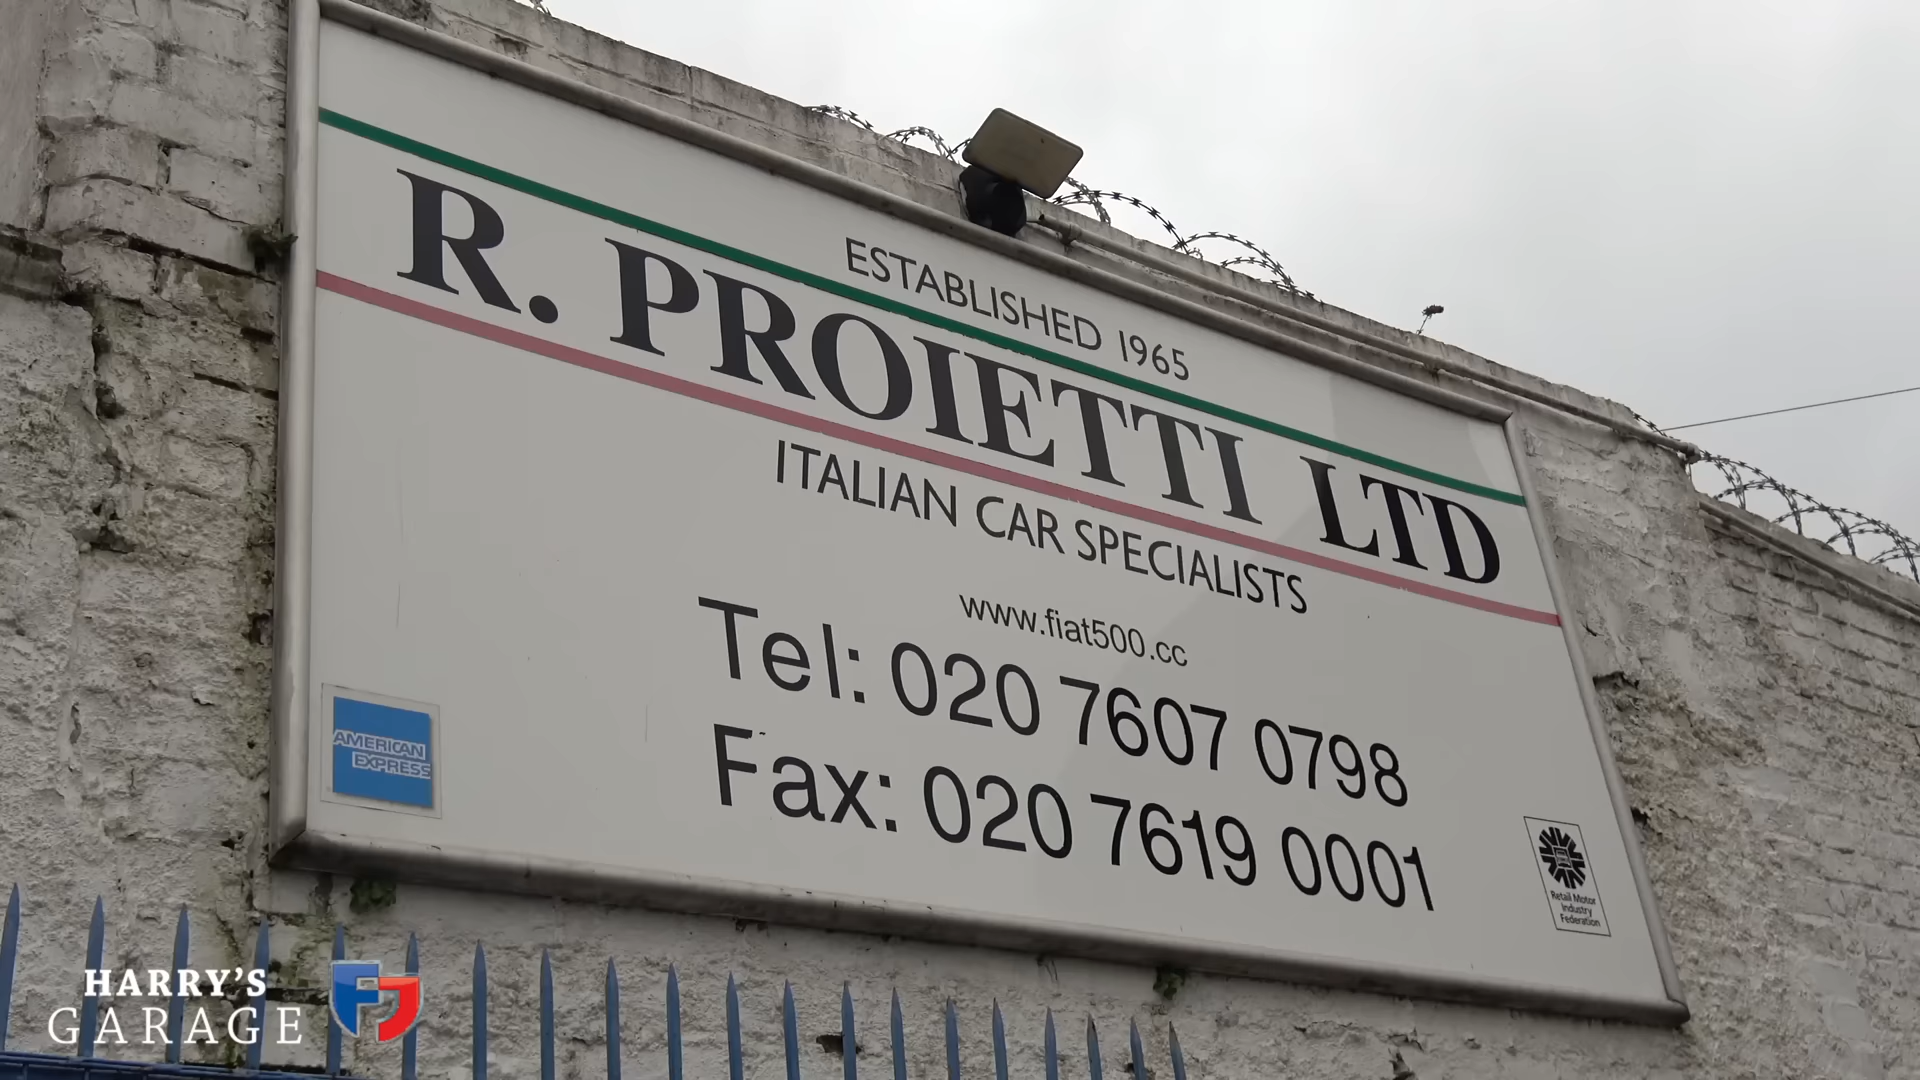 ESTABLISHED 1965
R. PROIETTI LTD
ITALIAN CAR SPECIALISTS
www.fiat500.cc
Tel: 020 7607 0798
Fax: 020 7619 0001
AMERICAN
EXPRESS
Retail Motor
Industry
Federation
HARRY'S
GARAGE